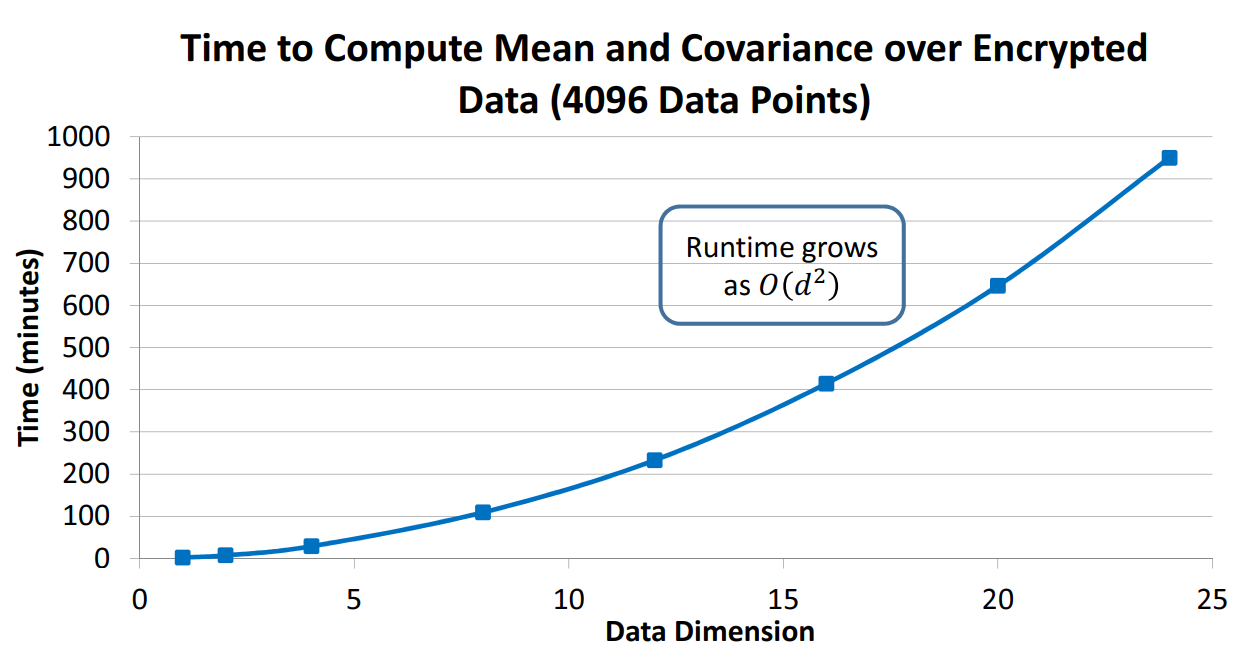 Time to Compute Mean and Covariance over Encrypted
Data (4096 Data Points)
1000
900
800
700
600
500
400
300
200
100
0
Time (minutes)
Runtime grows
as O(d²)
0 5 10 15 20 25
Data Dimension